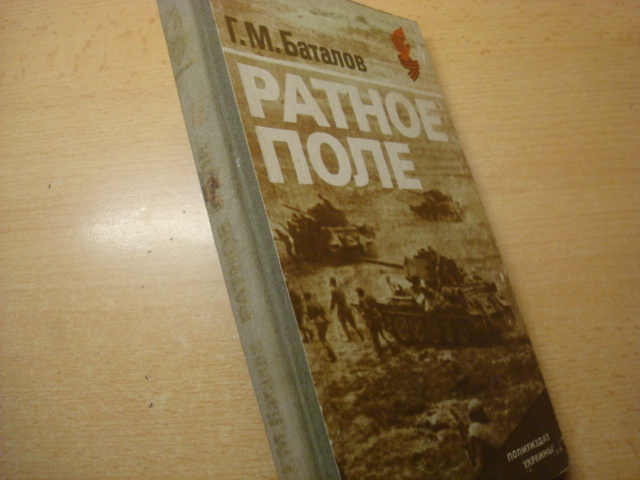 Г.М.Баталов
РАТНОЕ
ПОЛЕ
ПОЛИТИЗДАТ
УКРАИНЫ